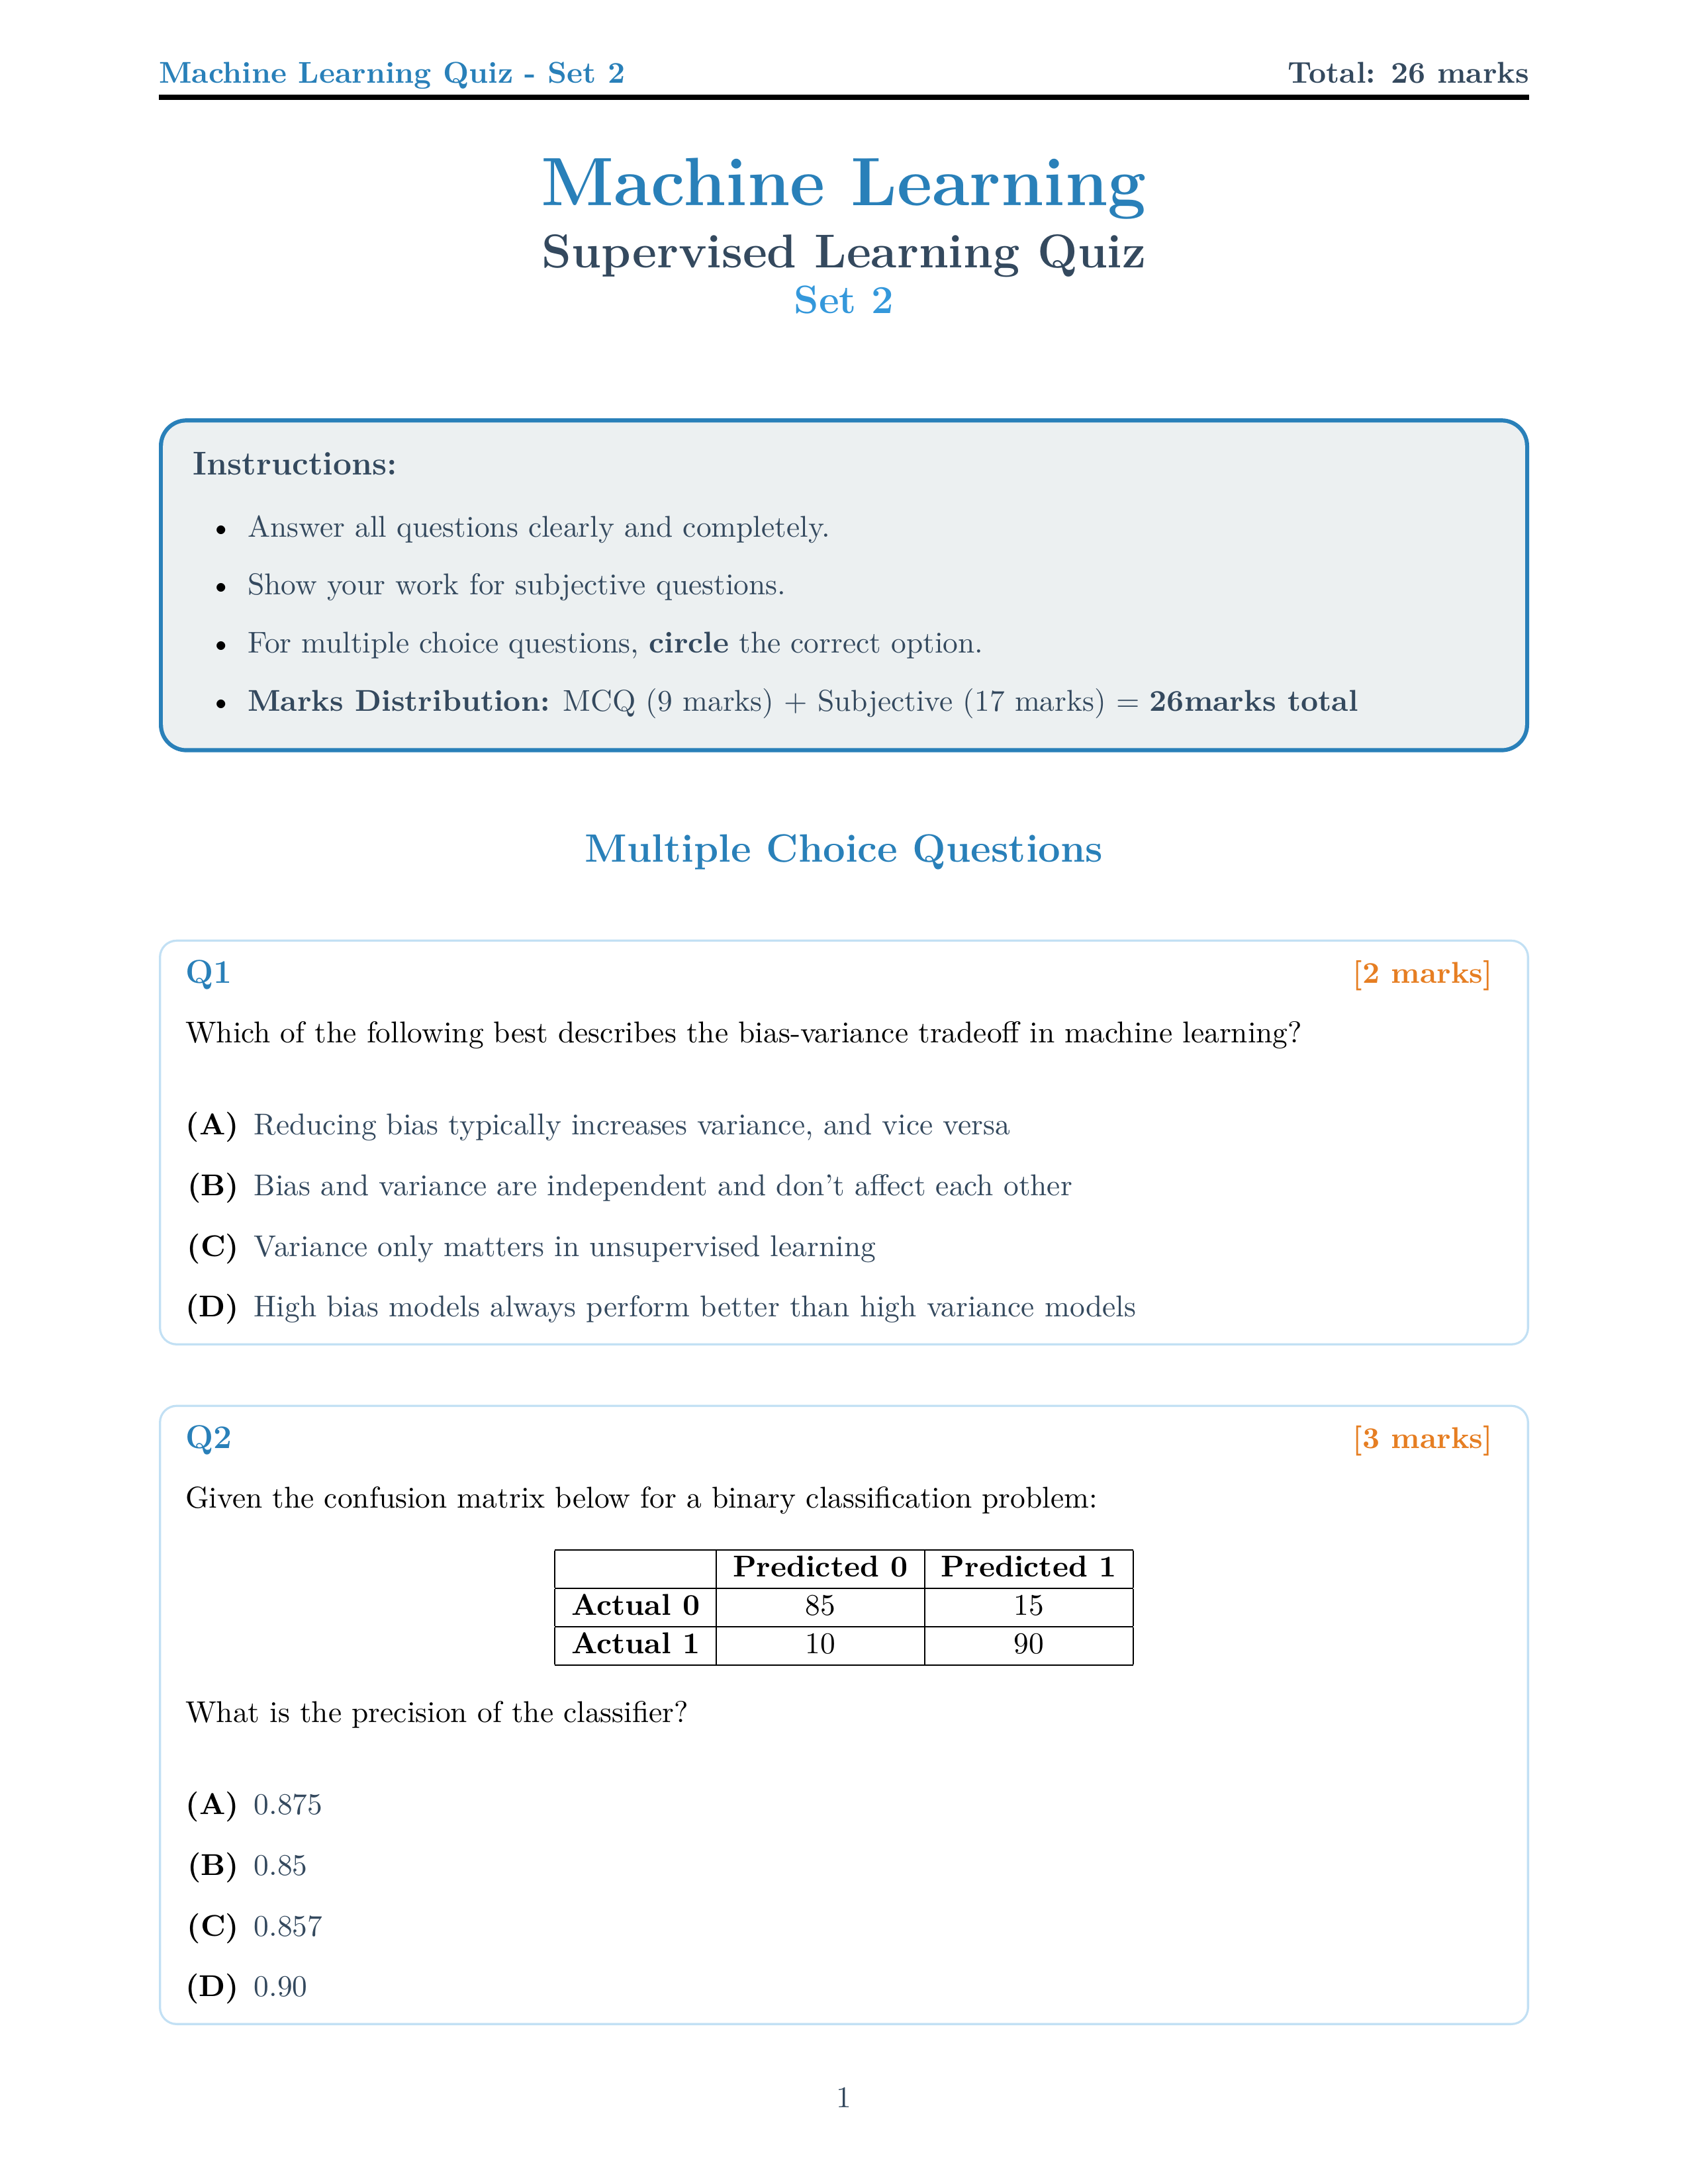 Machine Learning Quiz - Set 2 Total: 26 marks
Machine Learning
Supervised Learning Quiz
Set 2
Instructions:
• Answer all questions clearly and completely.
• Show your work for subjective questions.
• For multiple choice questions, circle the correct option.
• Marks Distribution: MCQ (9 marks) + Subjective (17 marks) = 26marks total
Multiple Choice Questions
Q1 [2 marks]
Which of the following best describes the bias-variance tradeoff in machine learning?
(A) Reducing bias typically increases variance, and vice versa
(B) Bias and variance are independent and don't affect each other
(C) Variance only matters in unsupervised learning
(D) High bias models always perform better than high variance models
Q2 [3 marks]
Given the confusion matrix below for a binary classification problem:
Predicted 0 Predicted 1
Actual 0 85 15
Actual 1 10 90
What is the precision of the classifier?
(A) 0.875
(B) 0.85
(C) 0.857
(D) 0.90
1